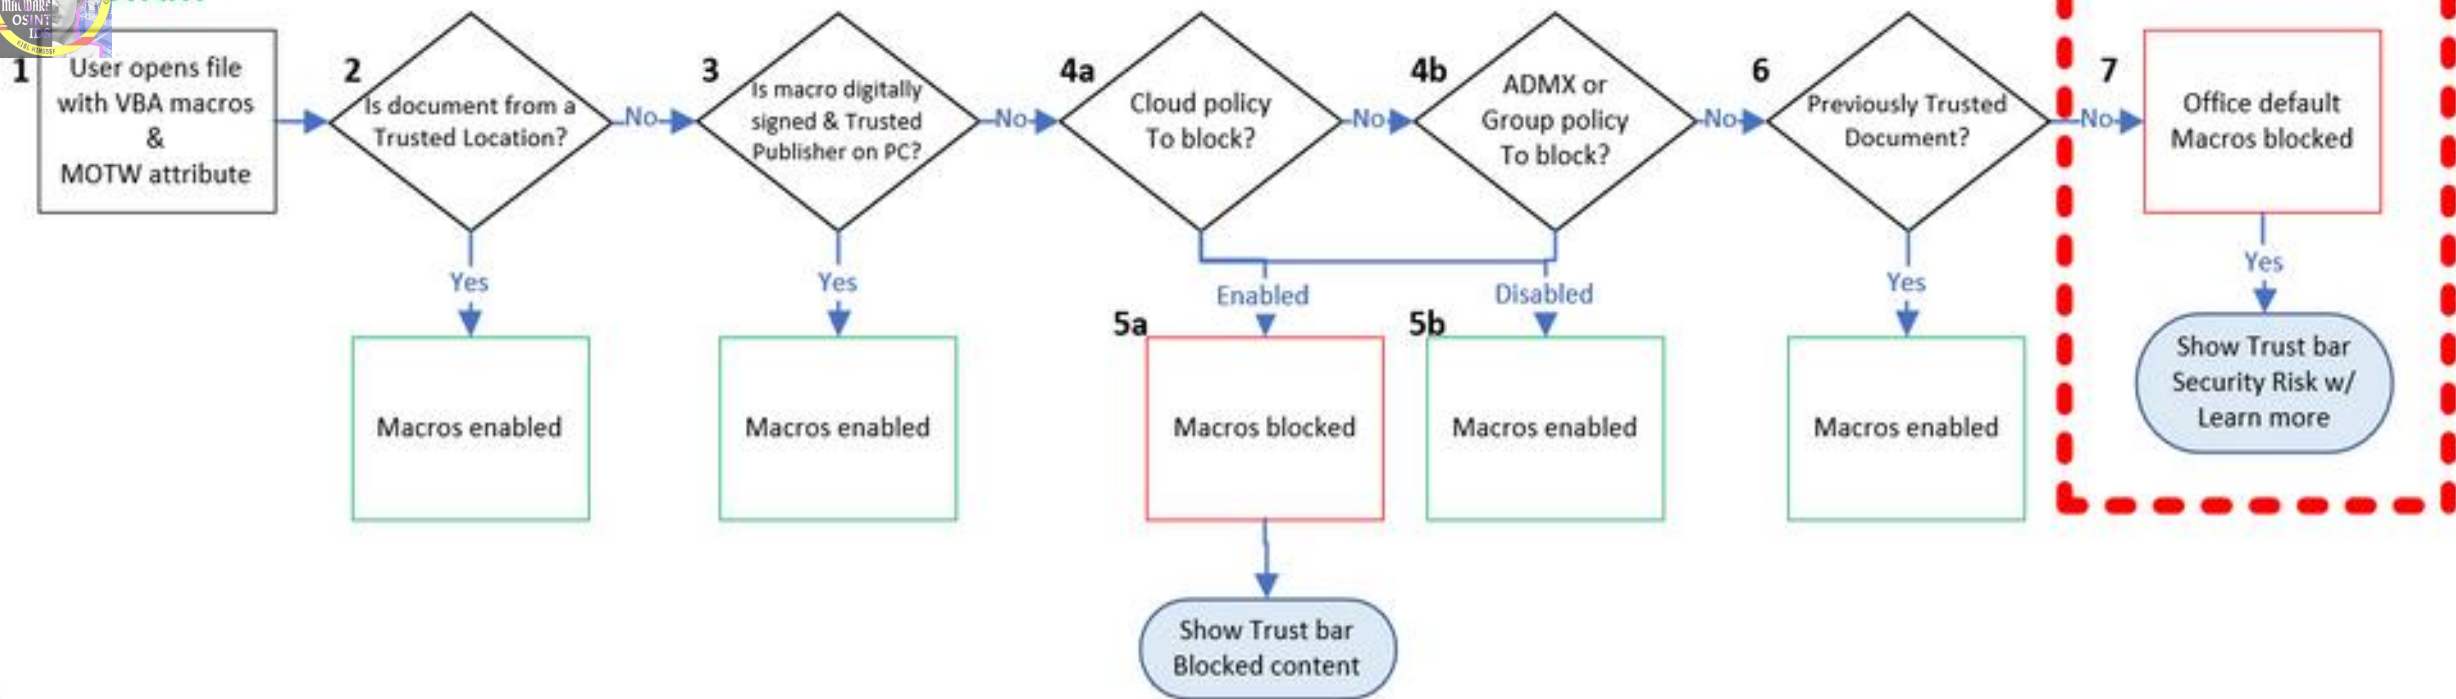 MALWARE
OSINT
IDS
1
User opens file
with VBA macros
&
MOTW attribute
2
Is document from a
Trusted Location?
No
Yes
Macros enabled
3
Is macro digitally
signed & Trusted
Publisher on PC?
No
Yes
Macros enabled
4a
Cloud policy
To block?
No
4b
ADMX or
Group policy
To block?
No
Enabled
Disabled
5a
Macros blocked
Show Trust bar
Blocked content
5b
Macros enabled
6
Previously Trusted
Document?
No
Yes
Macros enabled
7
Office default
Macros blocked
Yes
Show Trust bar
Security Risk w/
Learn more